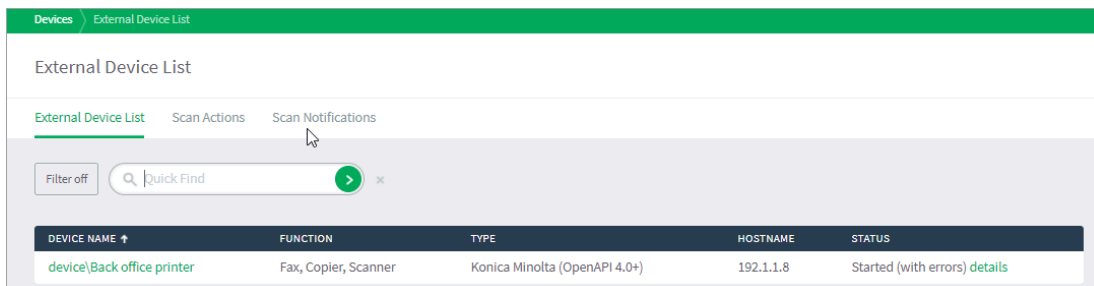 Devices External Device List
External Device List
External Device List Scan Actions Scan Notifications
Filter off Quick Find
DEVICE NAME ↑ FUNCTION TYPE HOSTNAME STATUS
device\Back office printer Fax, Copier, Scanner Konica Minolta (OpenAPI 4.0+) 192.1.1.8 Started (with errors) details